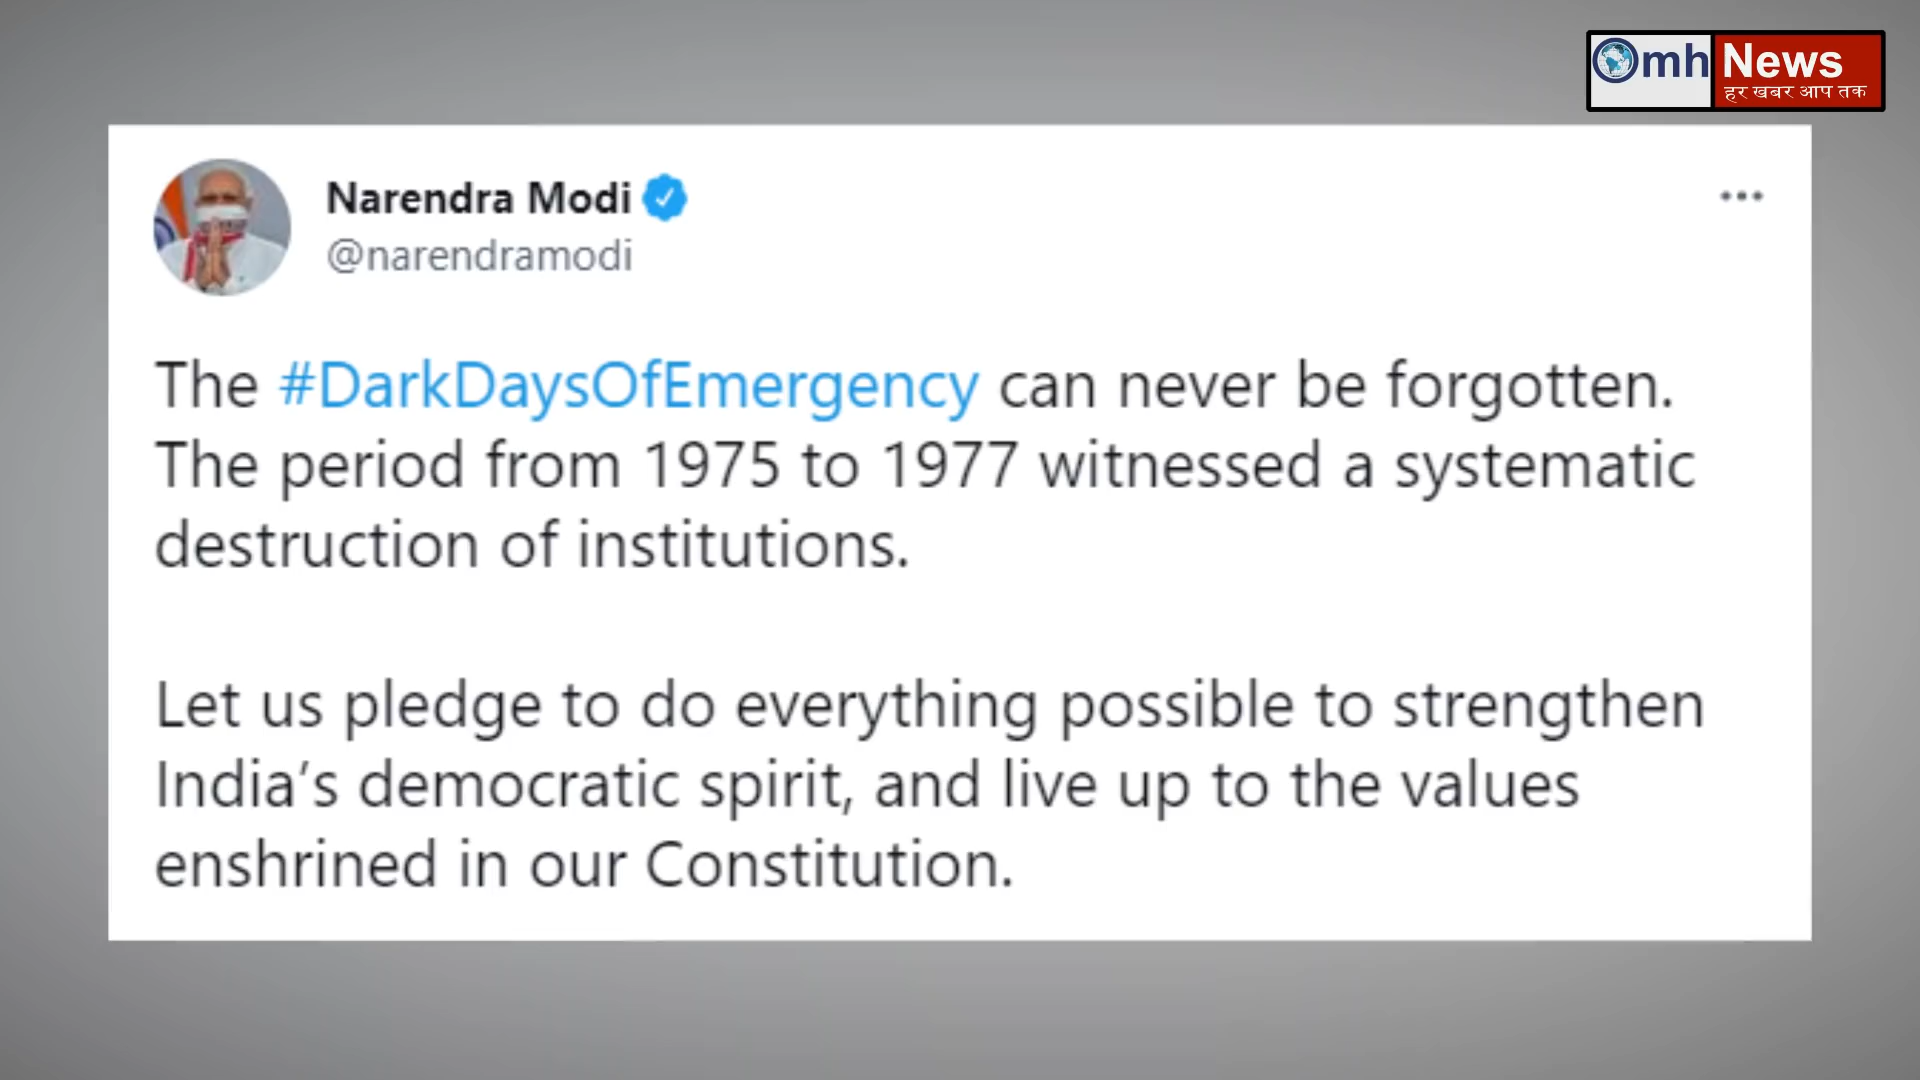 Omh News
हर खबर आप तक
Narendra Modi
@narendramodi
The #DarkDaysOfEmergency can never be forgotten.
The period from 1975 to 1977 witnessed a systematic
destruction of institutions.
Let us pledge to do everything possible to strengthen
India’s democratic spirit, and live up to the values
enshrined in our Constitution.